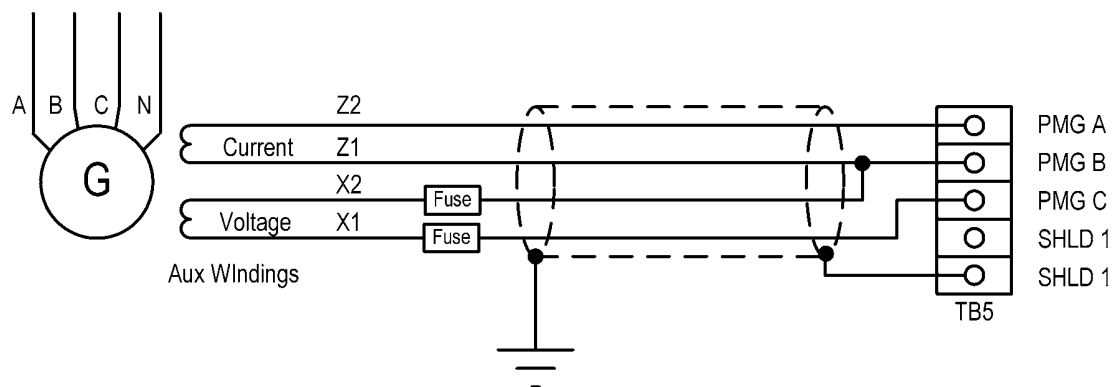 Z2
PMG A
A B C N
Current
Z1
PMG B
G
X2
Fuse
PMG C
Voltage
X1
Fuse
SHLD 1
Aux WIndings
SHLD 1
TB5